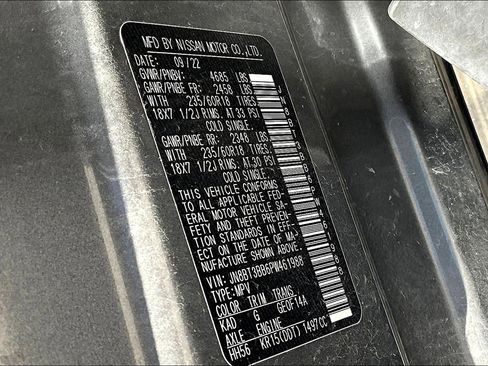 MFD BY NISSAN MOTOR CO.,LTD.
DATE: 09/22
GVWR/PNBV: 4685 LBS
GAWR/PNBE FR: 2458 LBS
WITH 235/60R18 TIRES
18X7 1/2J RIMS, AT 33 PSI
COLD SINGLE
GAWR/PNBE RR: 2348 LBS
WITH 235/60R18 TIRES
18X7 1/2J RIMS, AT 30 PSI
COLD SINGLE
THIS VEHICLE CONFORMS
TO ALL APPLICABLE FED-
ERAL MOTOR VEHICLE SA-
FETY AND THEFT PREVEN-
TION STANDARDS IN EFF-
ECT ON THE DATE OF MA-
NUFACTURE SHOWN ABOVE.
VIN: JN8BT3BB6PWA61988
TYPE: MPV
COLOR TRIM TRANS
KAD G GE0F14A
AXLE ENGINE
HH56 KR15(DDT) 1497CC